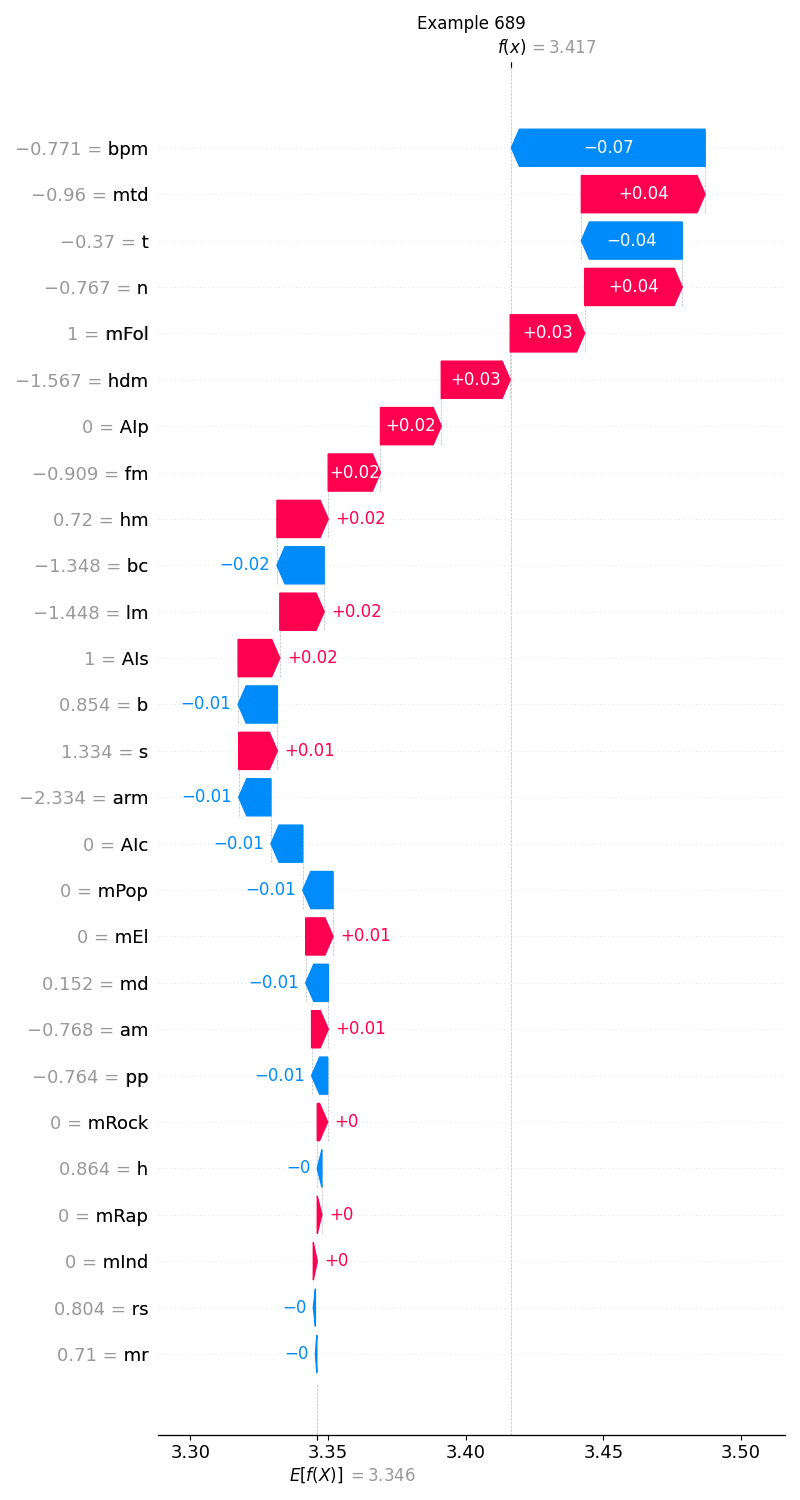 Example 689
f(x) = 3.417
−0.771 = bpm −0.07
−0.96 = mtd +0.04
−0.37 = t −0.04
−0.767 = n +0.04
1 = mFol +0.03
−1.567 = hdm +0.03
0 = AIp +0.02
−0.909 = fm +0.02
0.72 = hm +0.02
−1.348 = bc −0.02
−1.448 = lm +0.02
1 = AIs +0.02
0.854 = b −0.01
1.334 = s +0.01
−2.334 = arm −0.01
0 = AIc −0.01
0 = mPop −0.01
0 = mEl +0.01
0.152 = md −0.01
−0.768 = am +0.01
−0.764 = pp −0.01
0 = mRock +0
0.864 = h −0
0 = mRap +0
0 = mInd +0
0.804 = rs −0
0.71 = mr −0
3.30 3.35 3.40 3.45 3.50
E[f(X)] = 3.346